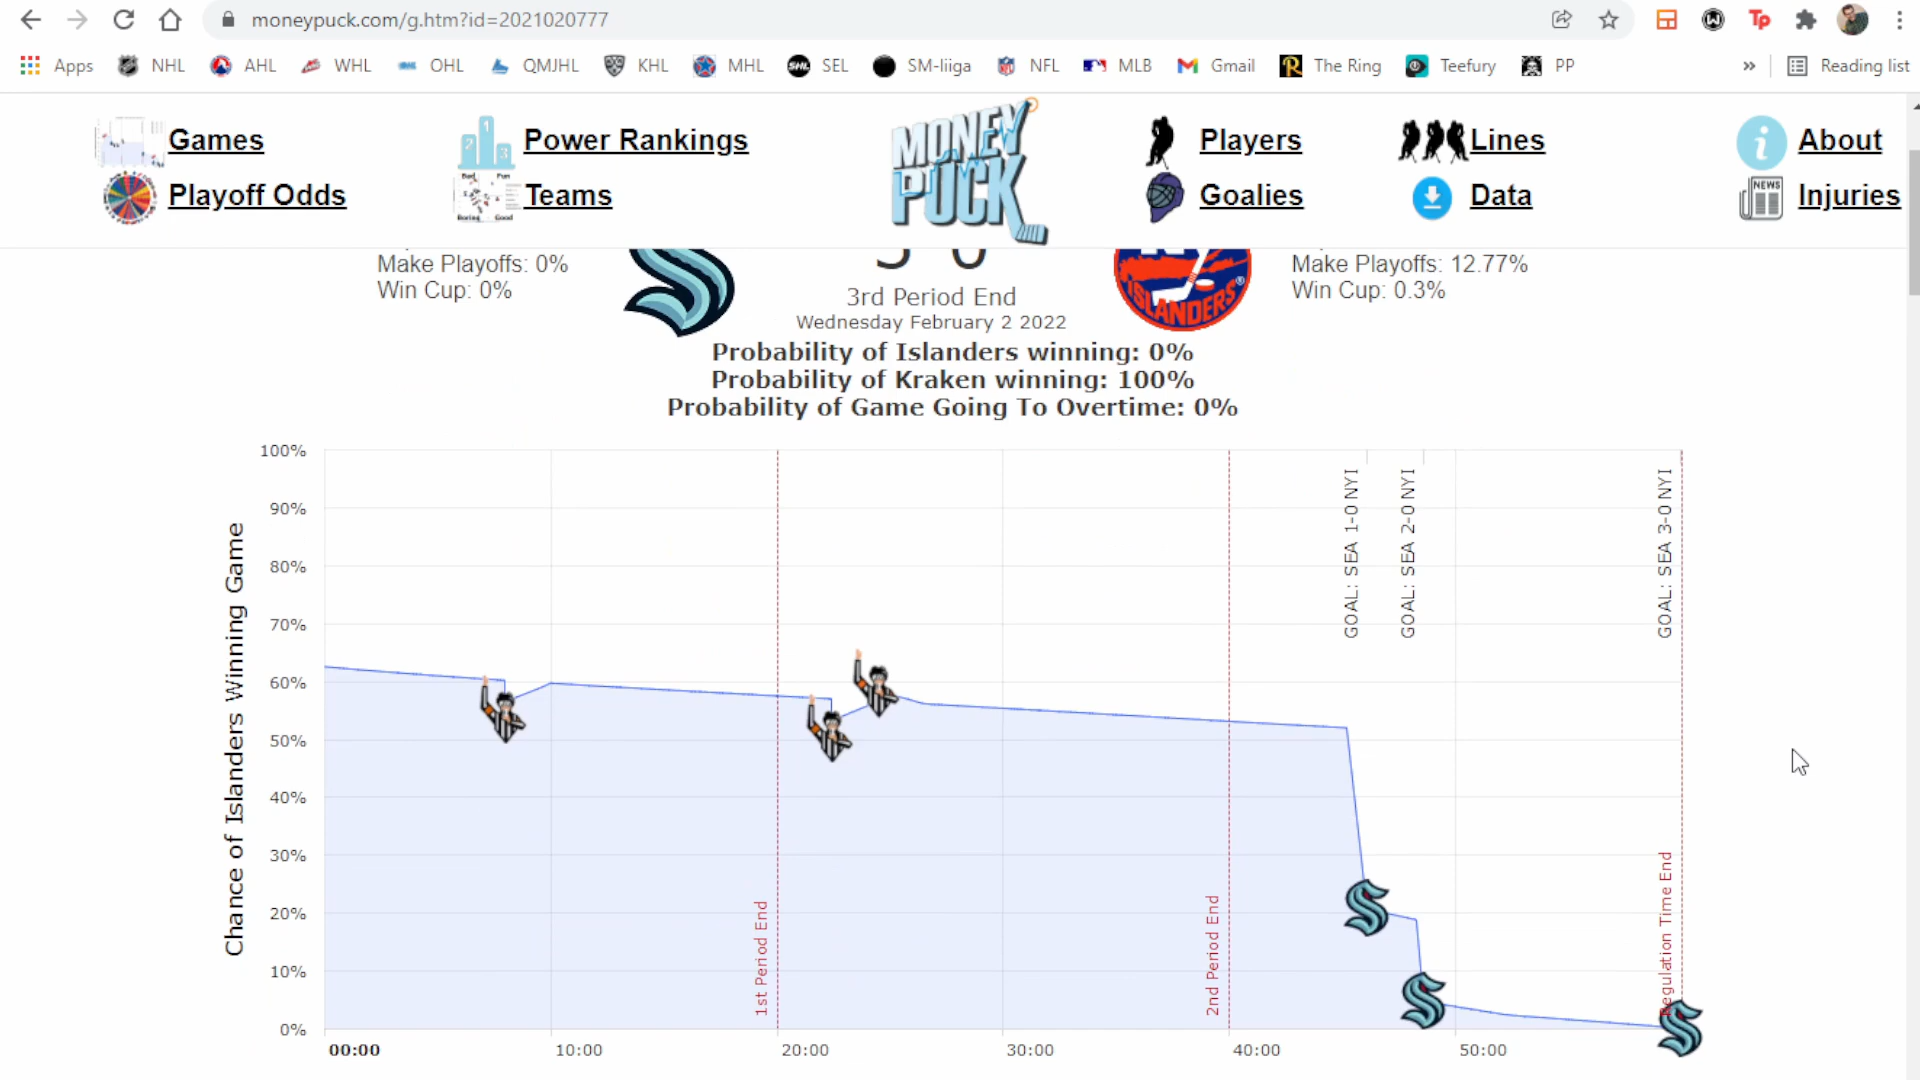 moneypuck.com/g.htm?id=2021020777
Tp
Apps NHL AHL WHL OHL QMJHL KHL MHL SEL SM-liiga NFL MLB Gmail The Ring Teefury PP » Reading list
Games Power Rankings MONEY PUCK Players Lines About
Playoff Odds Teams Goalies Data Injuries
Make Playoffs: 0%
Win Cup: 0%
3rd Period End
Wednesday February 2 2022
ISLANDERS
Make Playoffs: 12.77%
Win Cup: 0.3%
Probability of Islanders winning: 0%
Probability of Kraken winning: 100%
Probability of Game Going To Overtime: 0%
Chance of Islanders Winning Game
100%
90%
80%
70%
60%
50%
40%
30%
20%
10%
0%
GOAL: SEA 1-0 NYI
GOAL: SEA 2-0 NYI
GOAL: SEA 3-0 NYI
1st Period End
2nd Period End
Regulation Time End
00:00 10:00 20:00 30:00 40:00 50:00